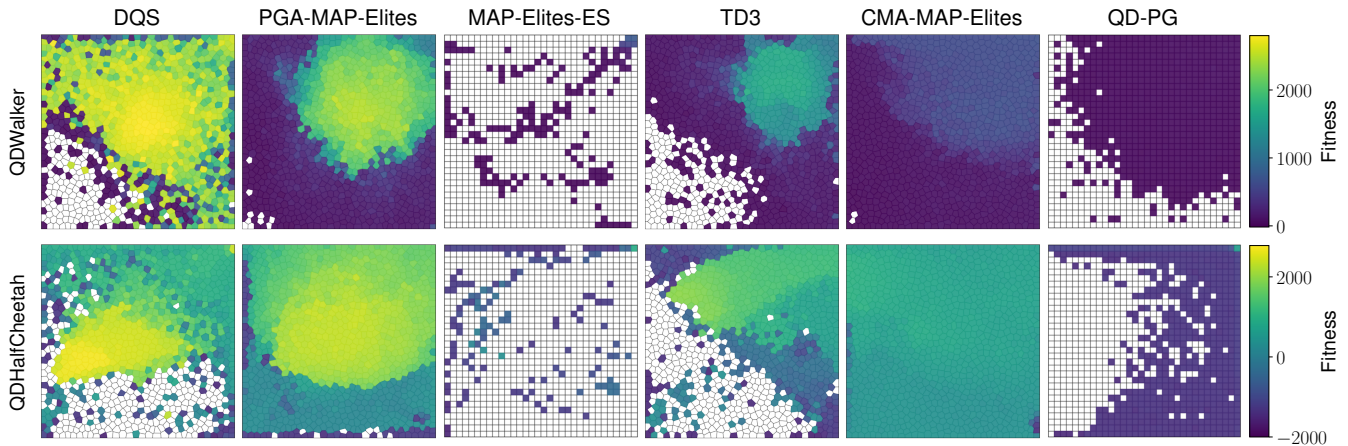 DQS PGA-MAP-Elites MAP-Elites-ES TD3 CMA-MAP-Elites QD-PG
QDWalker
2000
1000
0
Fitness
QDHalfCheetah
2000
0
−2000
Fitness